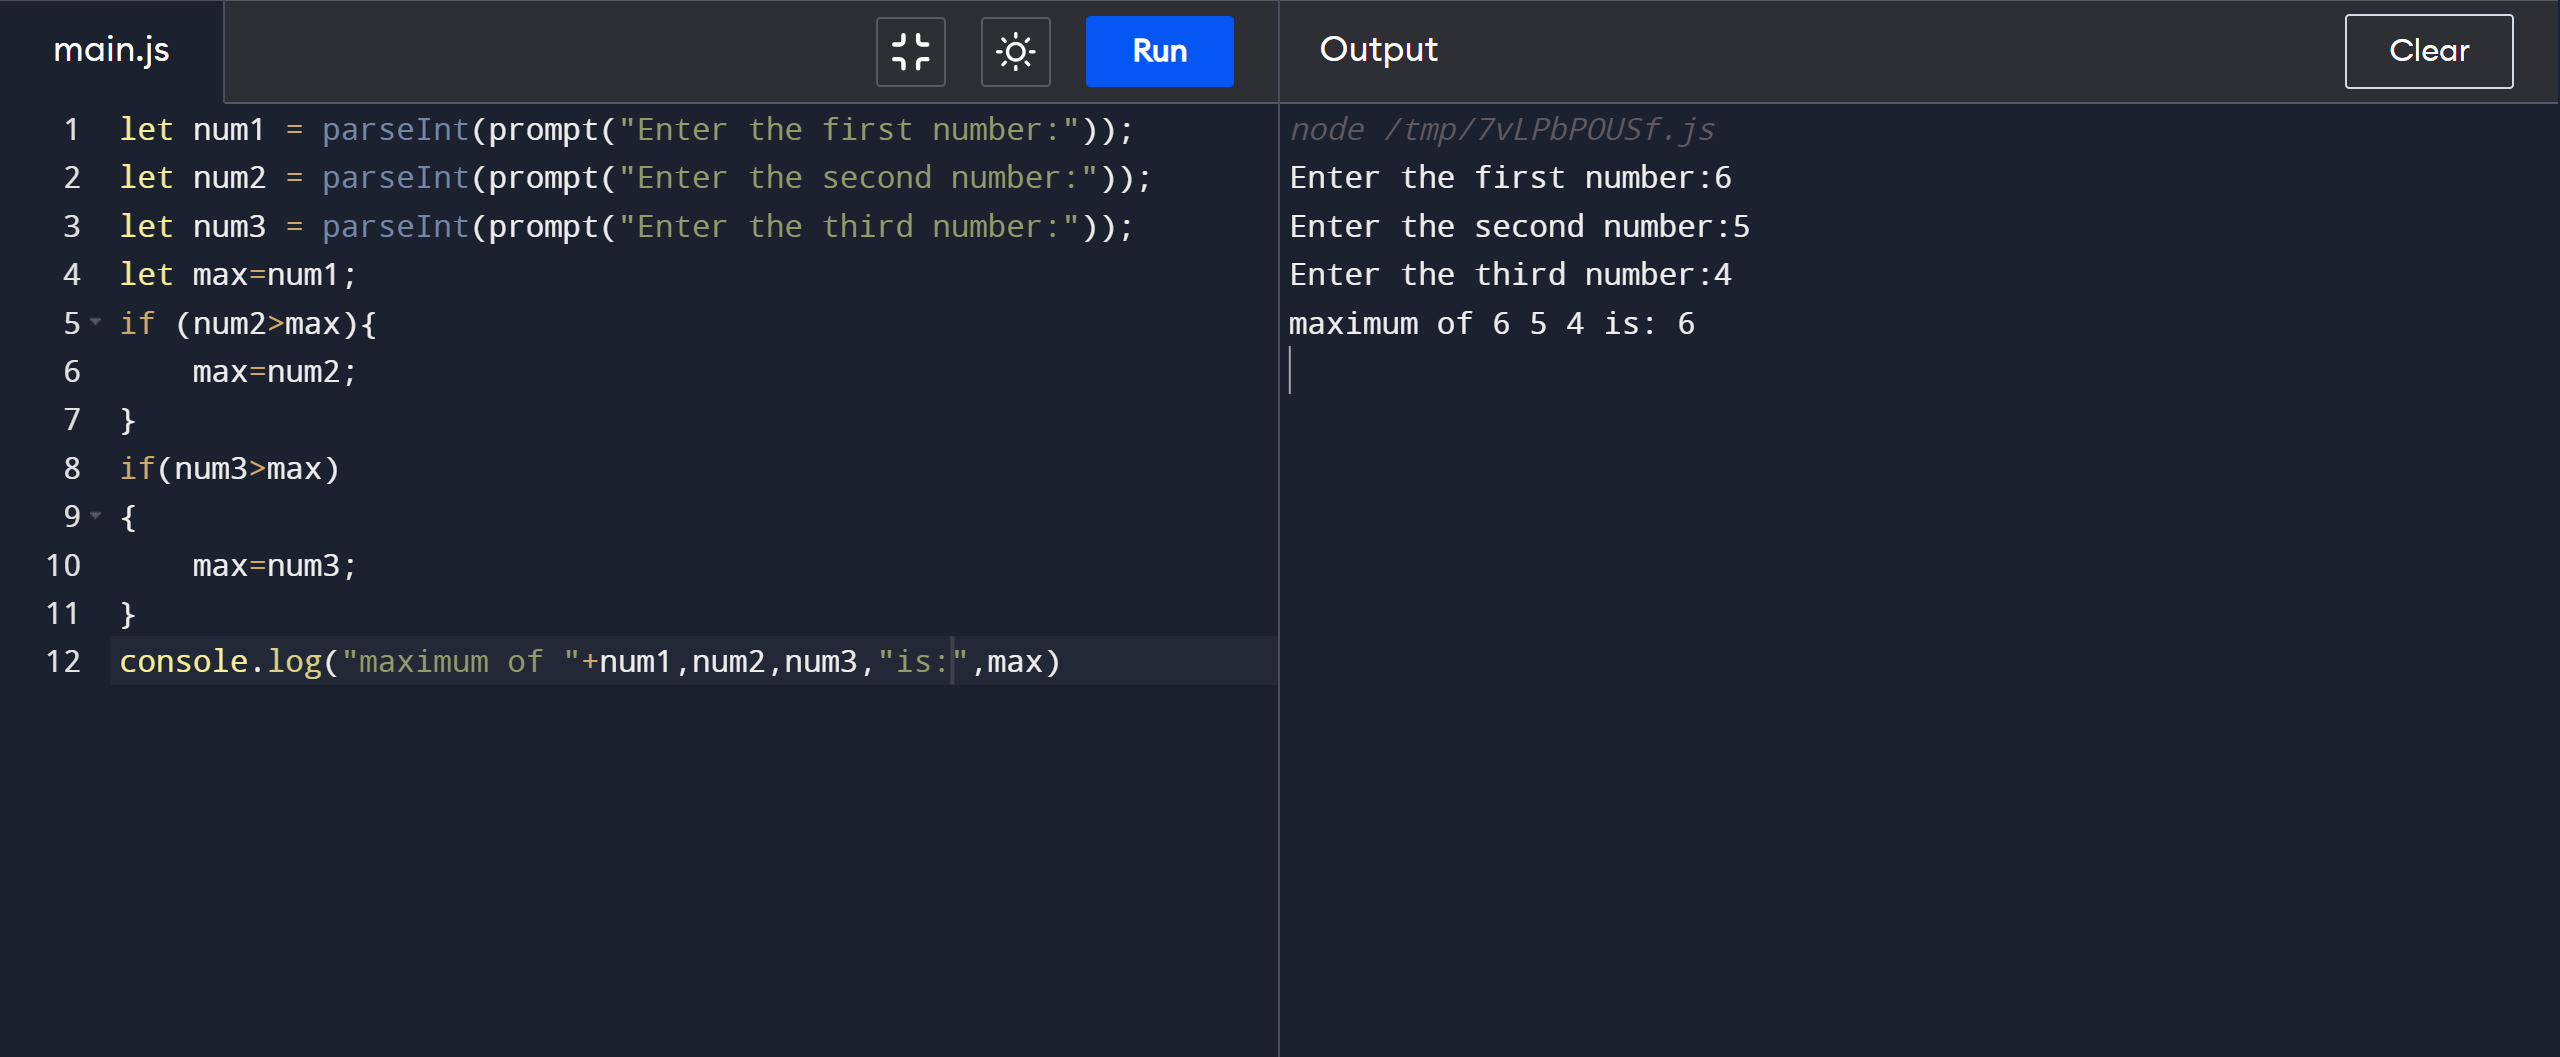 main.js
Run
Output
Clear
1 let num1 = parseInt(prompt("Enter the first number:"));
2 let num2 = parseInt(prompt("Enter the second number:"));
3 let num3 = parseInt(prompt("Enter the third number:"));
4 let max=num1;
5 if (num2>max){
6     max=num2;
7 }
8 if(num3>max)
9 {
10     max=num3;
11 }
12 console.log("maximum of "+num1,num2,num3,"is:",max)
node /tmp/7vLPbPOUSf.js
Enter the first number:6
Enter the second number:5
Enter the third number:4
maximum of 6 5 4 is: 6